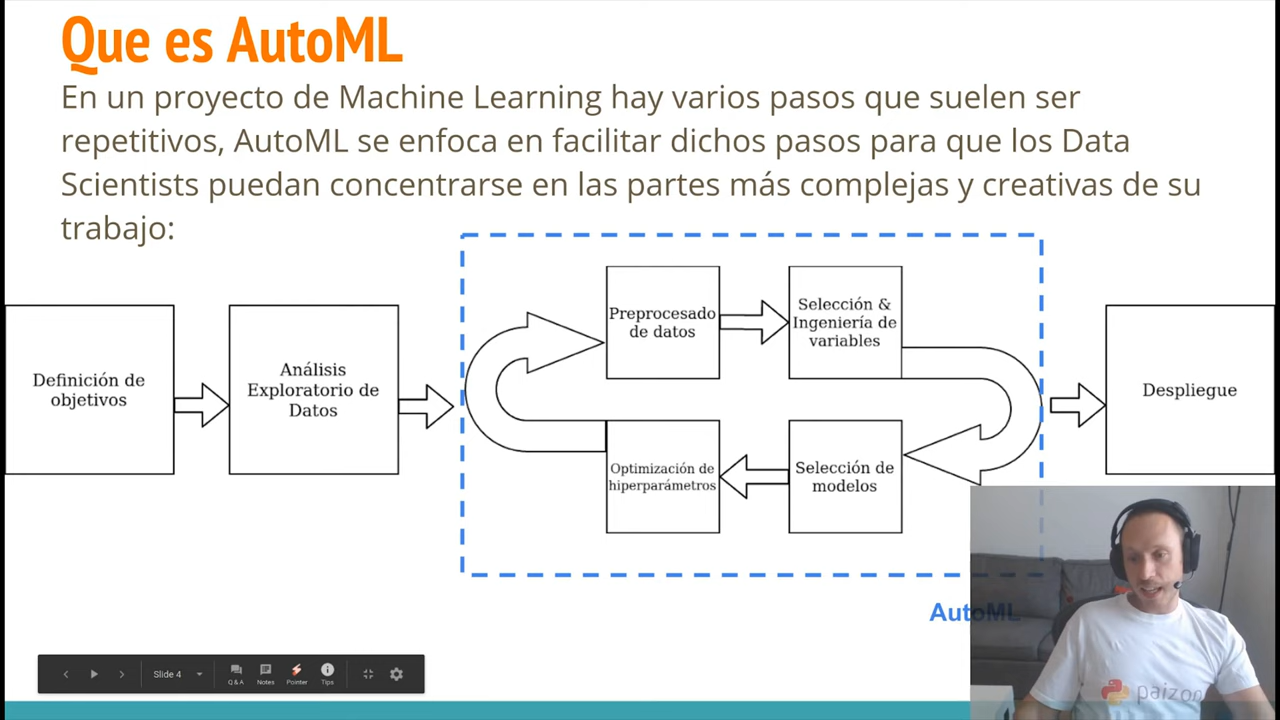 Que es AutoML
En un proyecto de Machine Learning hay varios pasos que suelen ser
repetitivos, AutoML se enfoca en facilitar dichos pasos para que los Data
Scientists puedan concentrarse en las partes más complejas y creativas de su
trabajo:
Definición de
objetivos
Análisis
Exploratorio de
Datos
Preprocesado
de datos
Selección &
Ingeniería de
variables
Optimización de
hiperparámetros
Selección de
modelos
Despliegue
AutoML
Slide 4
Q & A
Notes
Pointer
Tips